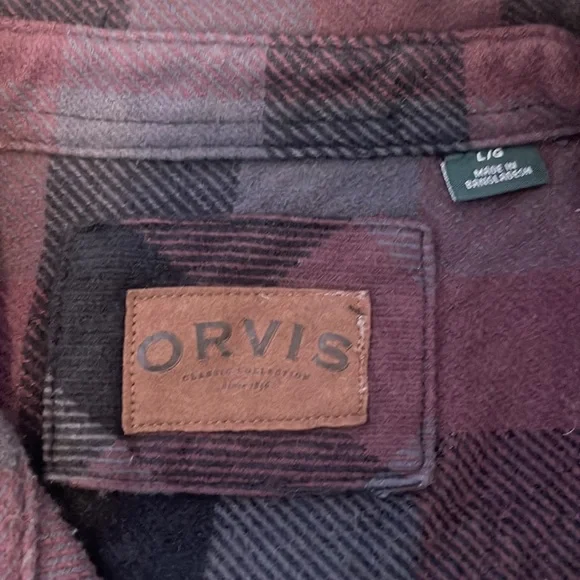 L/G
MADE IN
BANGLADESH
ORVIS
CLASSIC COLLECTION
Since 1856